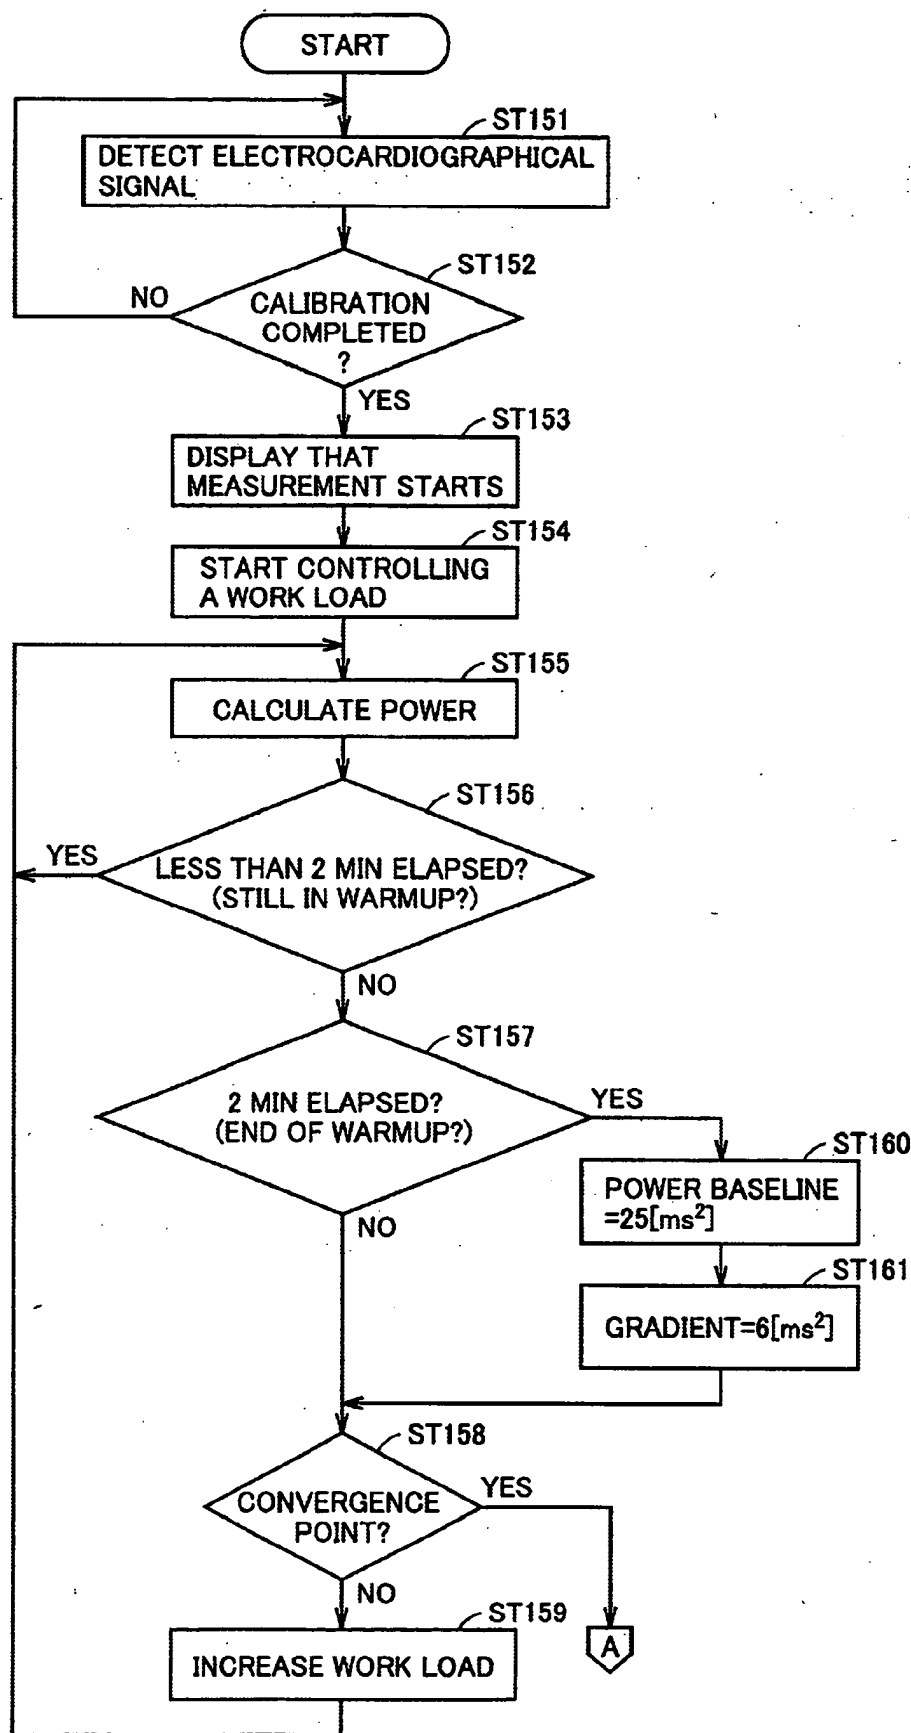 START
ST151
DETECT ELECTROCARDIOGRAPHICAL
SIGNAL
ST152
NO
CALIBRATION
COMPLETED
?
YES
ST153
DISPLAY THAT
MEASUREMENT STARTS
ST154
START CONTROLLING
A WORK LOAD
ST155
CALCULATE POWER
ST156
YES
LESS THAN 2 MIN ELAPSED?
(STILL IN WARMUP?)
NO
ST157
2 MIN ELAPSED?
(END OF WARMUP?)
YES
ST160
POWER BASELINE
=25[ms²]
NO
ST161
GRADIENT=6[ms²]
ST158
CONVERGENCE
POINT?
YES
NO
ST159
A
INCREASE WORK LOAD